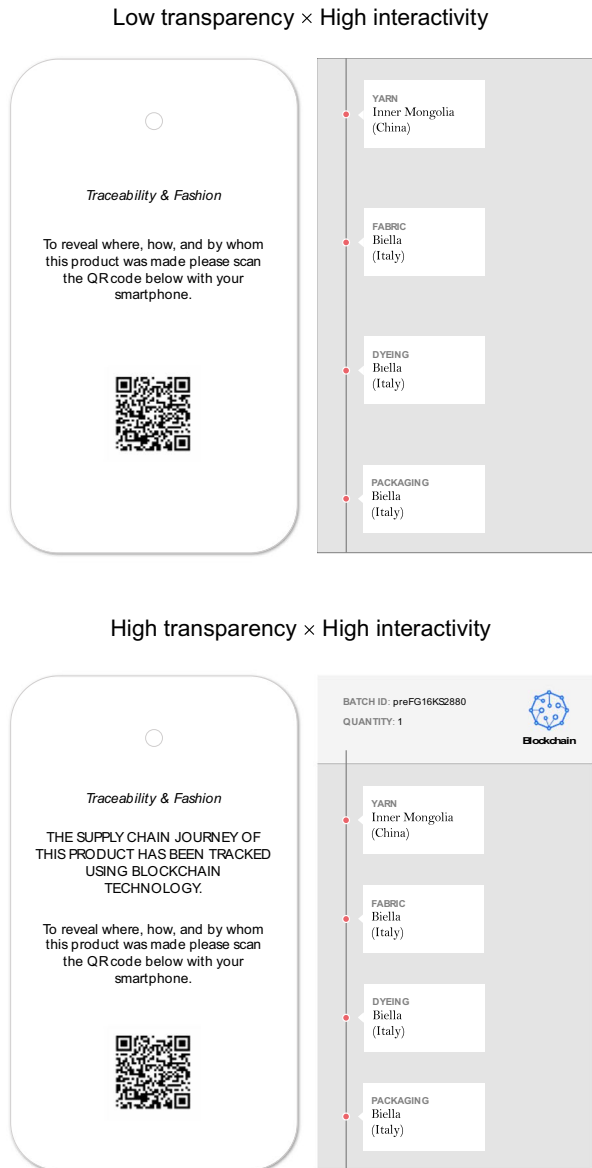 Low transparency × High interactivity
Traceability & Fashion
To reveal where, how, and by whom
this product was made please scan
the QR code below with your
smartphone.
YARN
Inner Mongolia
(China)
FABRIC
Biella
(Italy)
DYEING
Biella
(Italy)
PACKAGING
Biella
(Italy)
High transparency × High interactivity
Traceability & Fashion
THE SUPPLY CHAIN JOURNEY OF
THIS PRODUCT HAS BEEN TRACKED
USING BLOCKCHAIN
TECHNOLOGY.
To reveal where, how, and by whom
this product was made please scan
the QR code below with your
smartphone.
BATCH ID: preFG16KS2880
QUANTITY: 1
Blockchain
YARN
Inner Mongolia
(China)
FABRIC
Biella
(Italy)
DYEING
Biella
(Italy)
PACKAGING
Biella
(Italy)